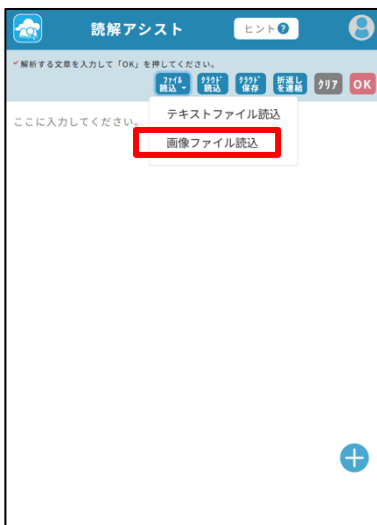 読解アシスト
ヒント?
解析する文章を入力して「OK」を押してください。
ﾌｧｲﾙ読込 ｸﾗｳﾄﾞ読込 ｸﾗｳﾄﾞ保存 折返しを連結 ｸﾘｱ OK
ここに入力してください。
テキストファイル読込
画像ファイル読込